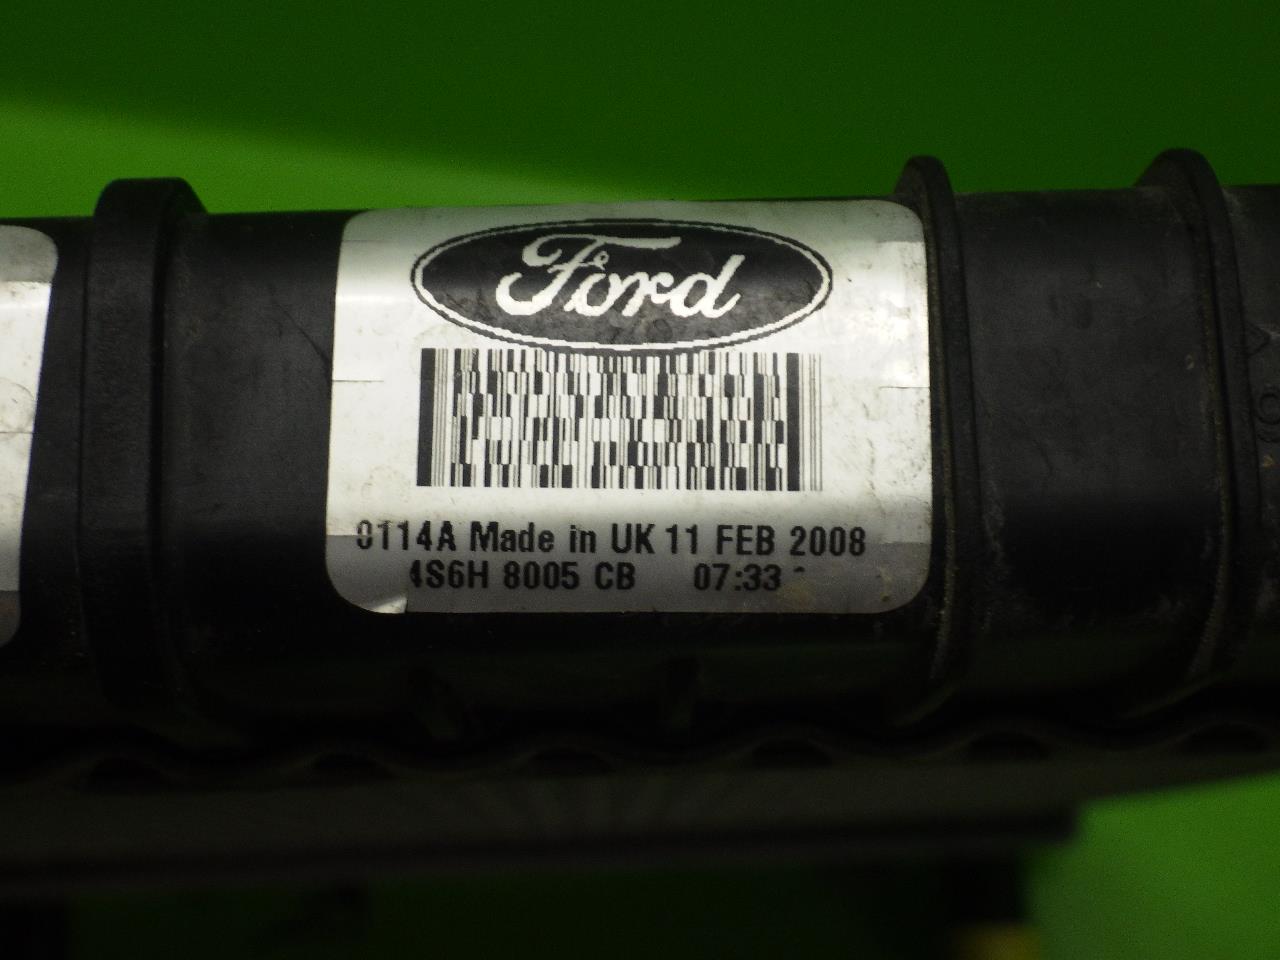 Ford
0114A Made in UK 11 FEB 2008
4S6H 8005 CB 07:33